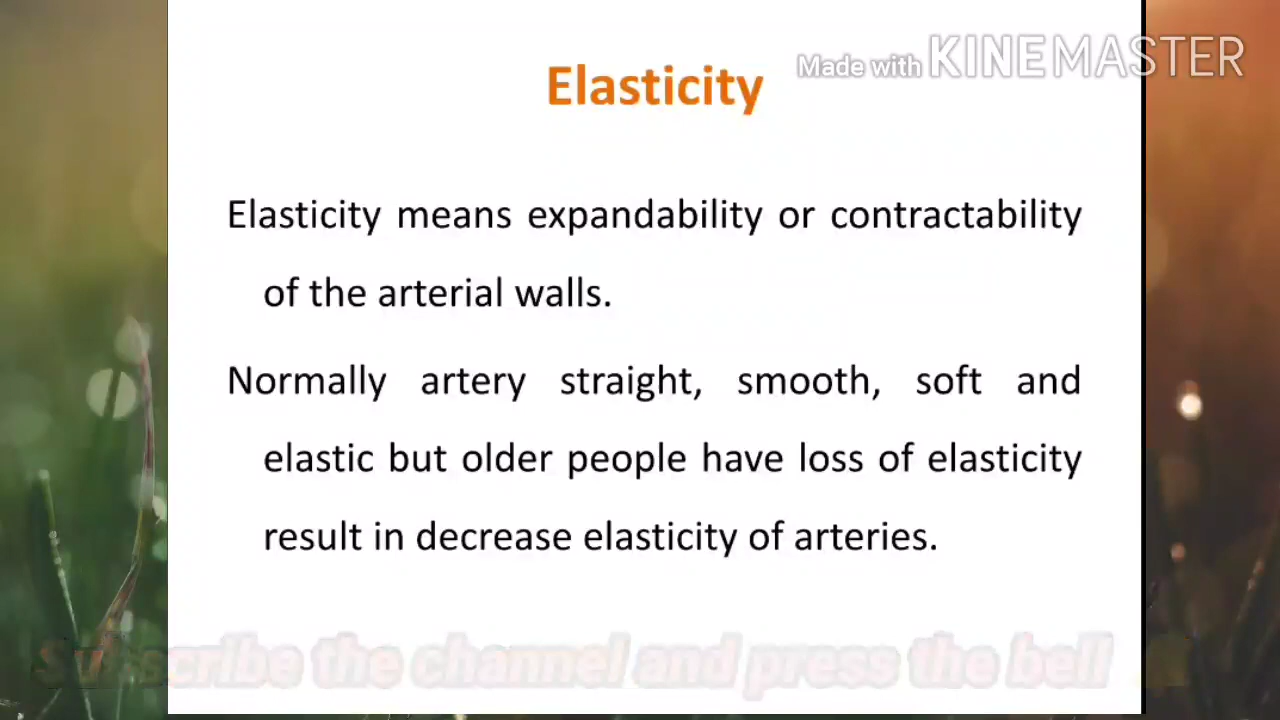 Made with KINEMASTER
Elasticity
Elasticity means expandability or contractability
of the arterial walls.
Normally artery straight, smooth, soft and
elastic but older people have loss of elasticity
result in decrease elasticity of arteries.
Subscribe the channel and press the bell